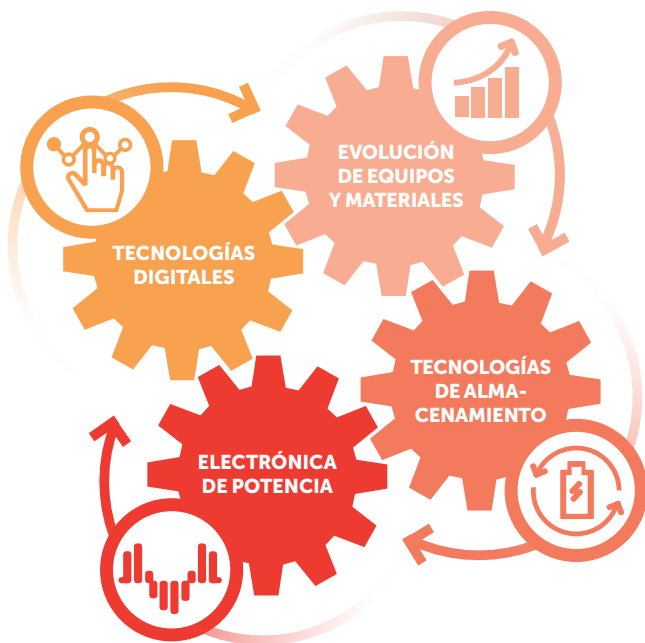 EVOLUCIÓN
DE EQUIPOS
Y MATERIALES
TECNOLOGÍAS
DIGITALES
TECNOLOGÍAS
DE ALMA-
CENAMIENTO
ELECTRÓNICA
DE POTENCIA